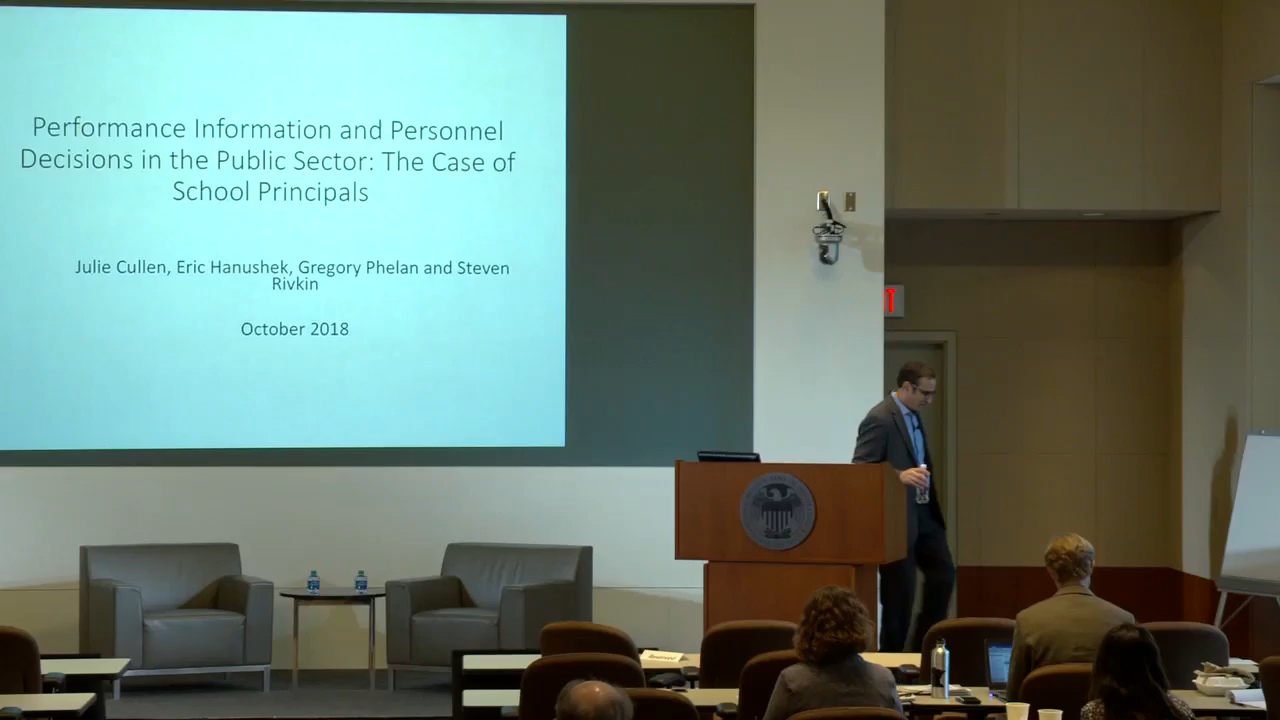 Performance Information and Personnel
Decisions in the Public Sector: The Case of
School Principals
Julie Cullen, Eric Hanushek, Gregory Phelan and Steven
Rivkin
October 2018